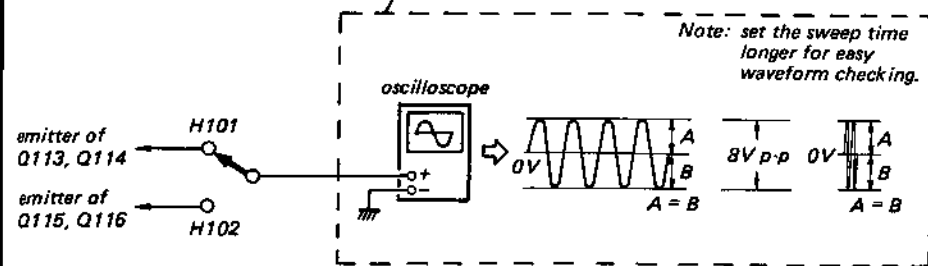 Note: set the sweep time
longer for easy
waveform checking.
oscilloscope
emitter of
Q113, Q114
H101
emitter of
Q115, Q116
H102
+
−
0V
A
B
A = B
8V p-p
0V
A
B
A = B